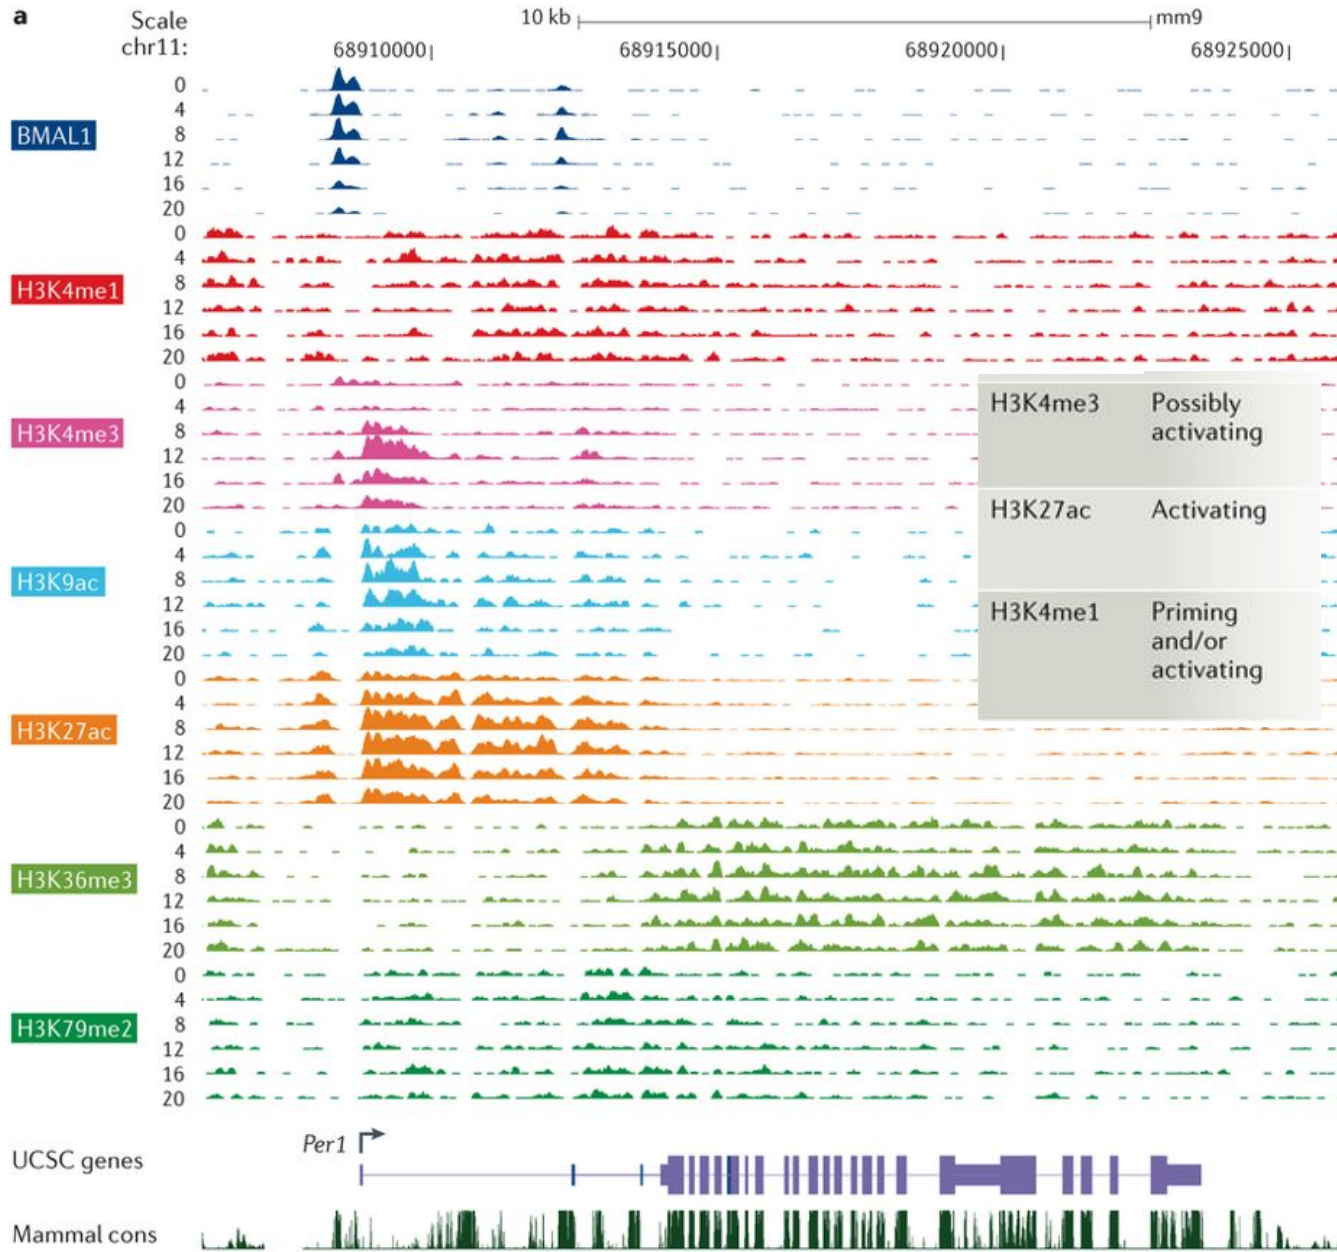 a
Scale 10 kb mm9
chr11: 68910000 68915000 68920000 68925000
BMAL1
0
4
8
12
16
20
H3K4me1
0
4
8
12
16
20
H3K4me3
0
4
8
12
16
20
H3K9ac
0
4
8
12
16
20
H3K27ac
0
4
8
12
16
20
H3K36me3
0
4
8
12
16
20
H3K79me2
0
4
8
12
16
20
H3K4me3 Possibly
activating
H3K27ac Activating
H3K4me1 Priming
and/or
activating
Per1
UCSC genes
Mammal cons